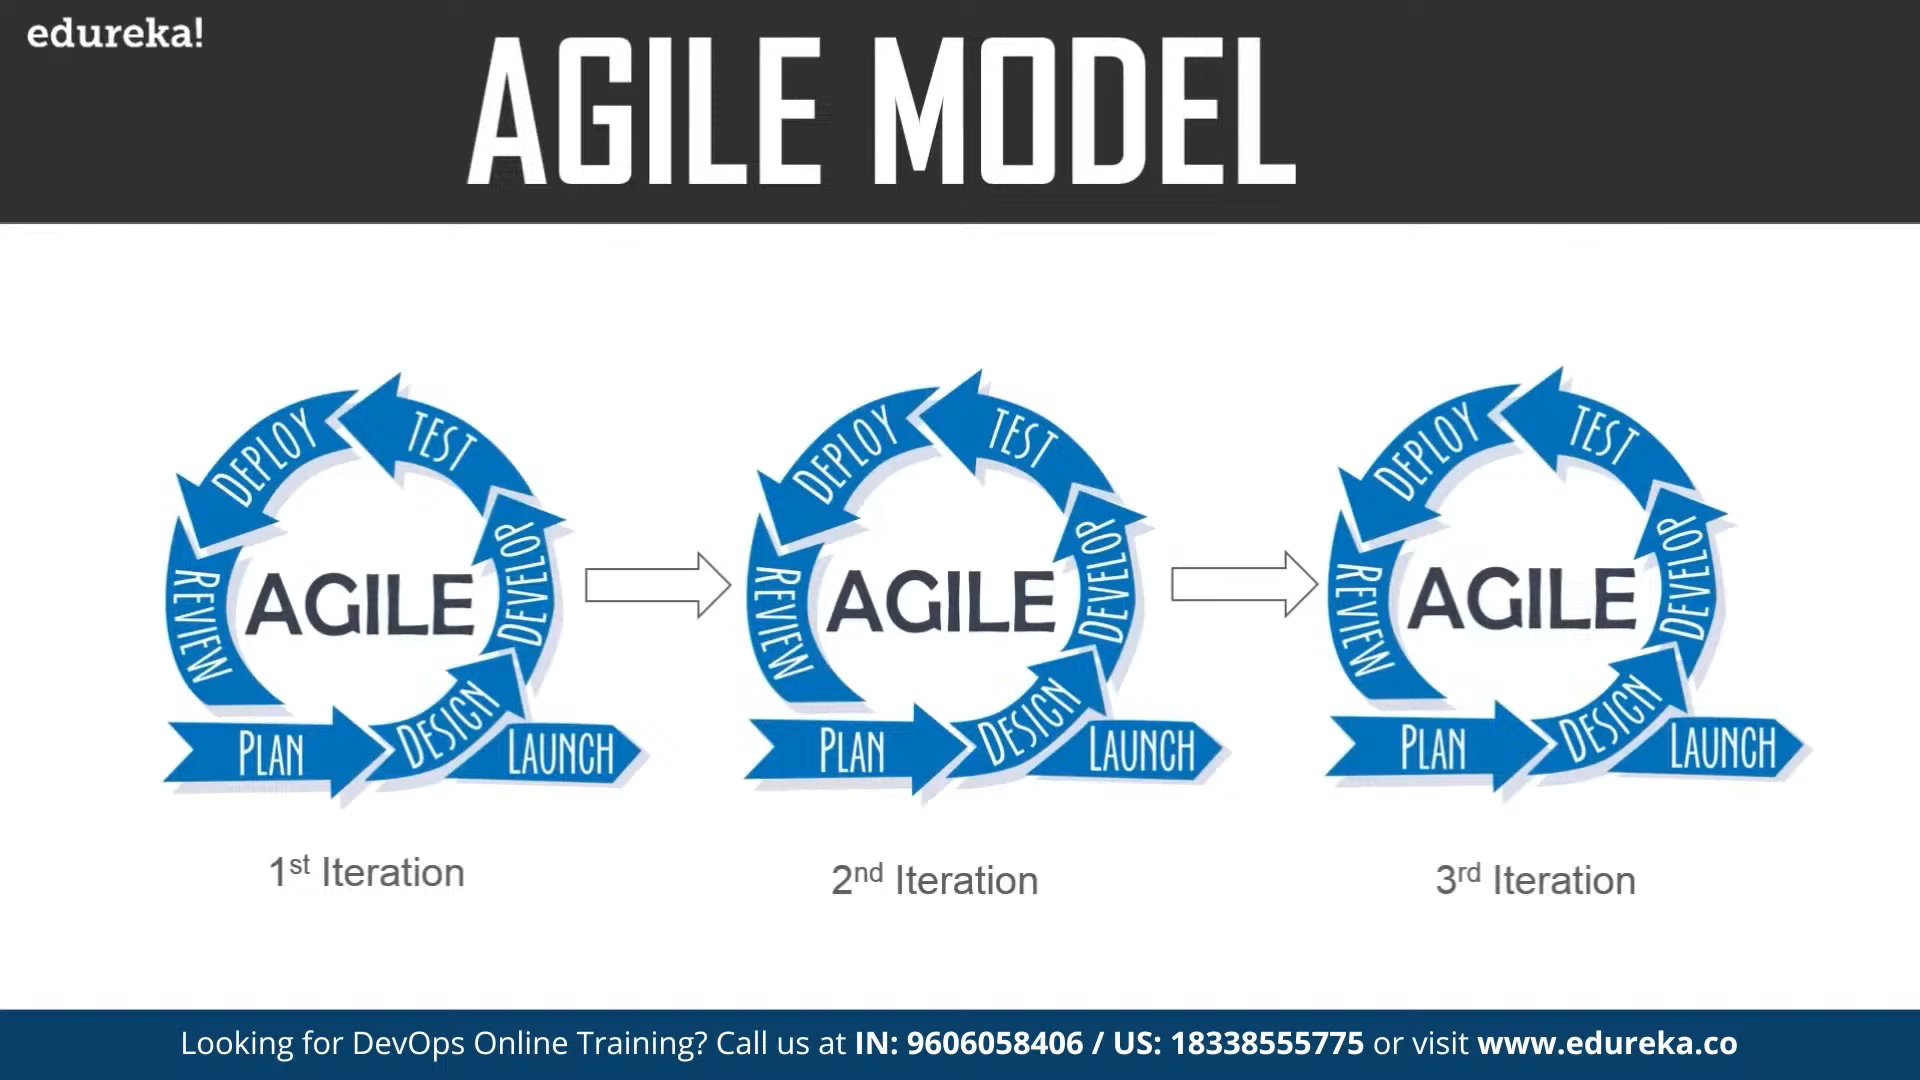 edureka!
AGILE MODEL
DEPLOY
TEST
REVIEW
AGILE
DEVELOP
PLAN
DESIGN
LAUNCH
1st Iteration
DEPLOY
TEST
REVIEW
AGILE
DEVELOP
PLAN
DESIGN
LAUNCH
2nd Iteration
DEPLOY
TEST
REVIEW
AGILE
DEVELOP
PLAN
DESIGN
LAUNCH
3rd Iteration
Looking for DevOps Online Training? Call us at IN: 9606058406 / US: 18338555775 or visit www.edureka.co